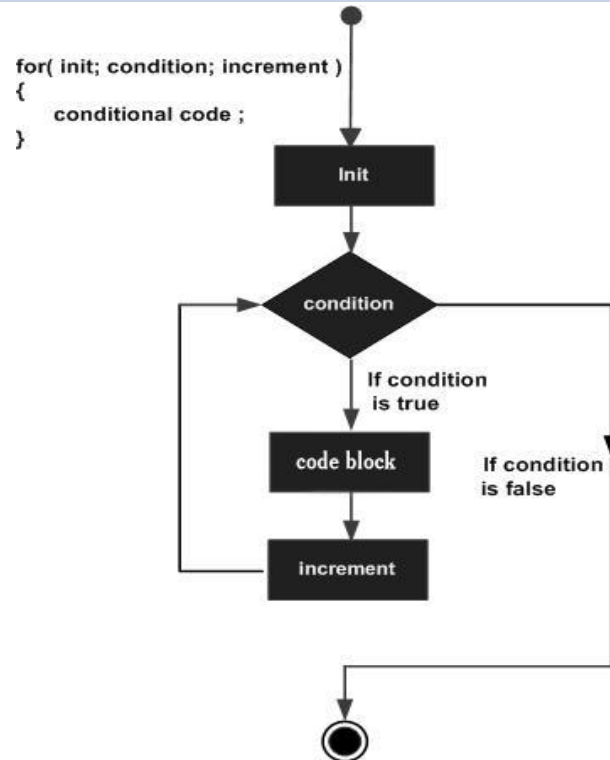 for( init; condition; increment )
{
conditional code ;
}
Init
condition
If condition
is true
code block
If condition
is false
increment